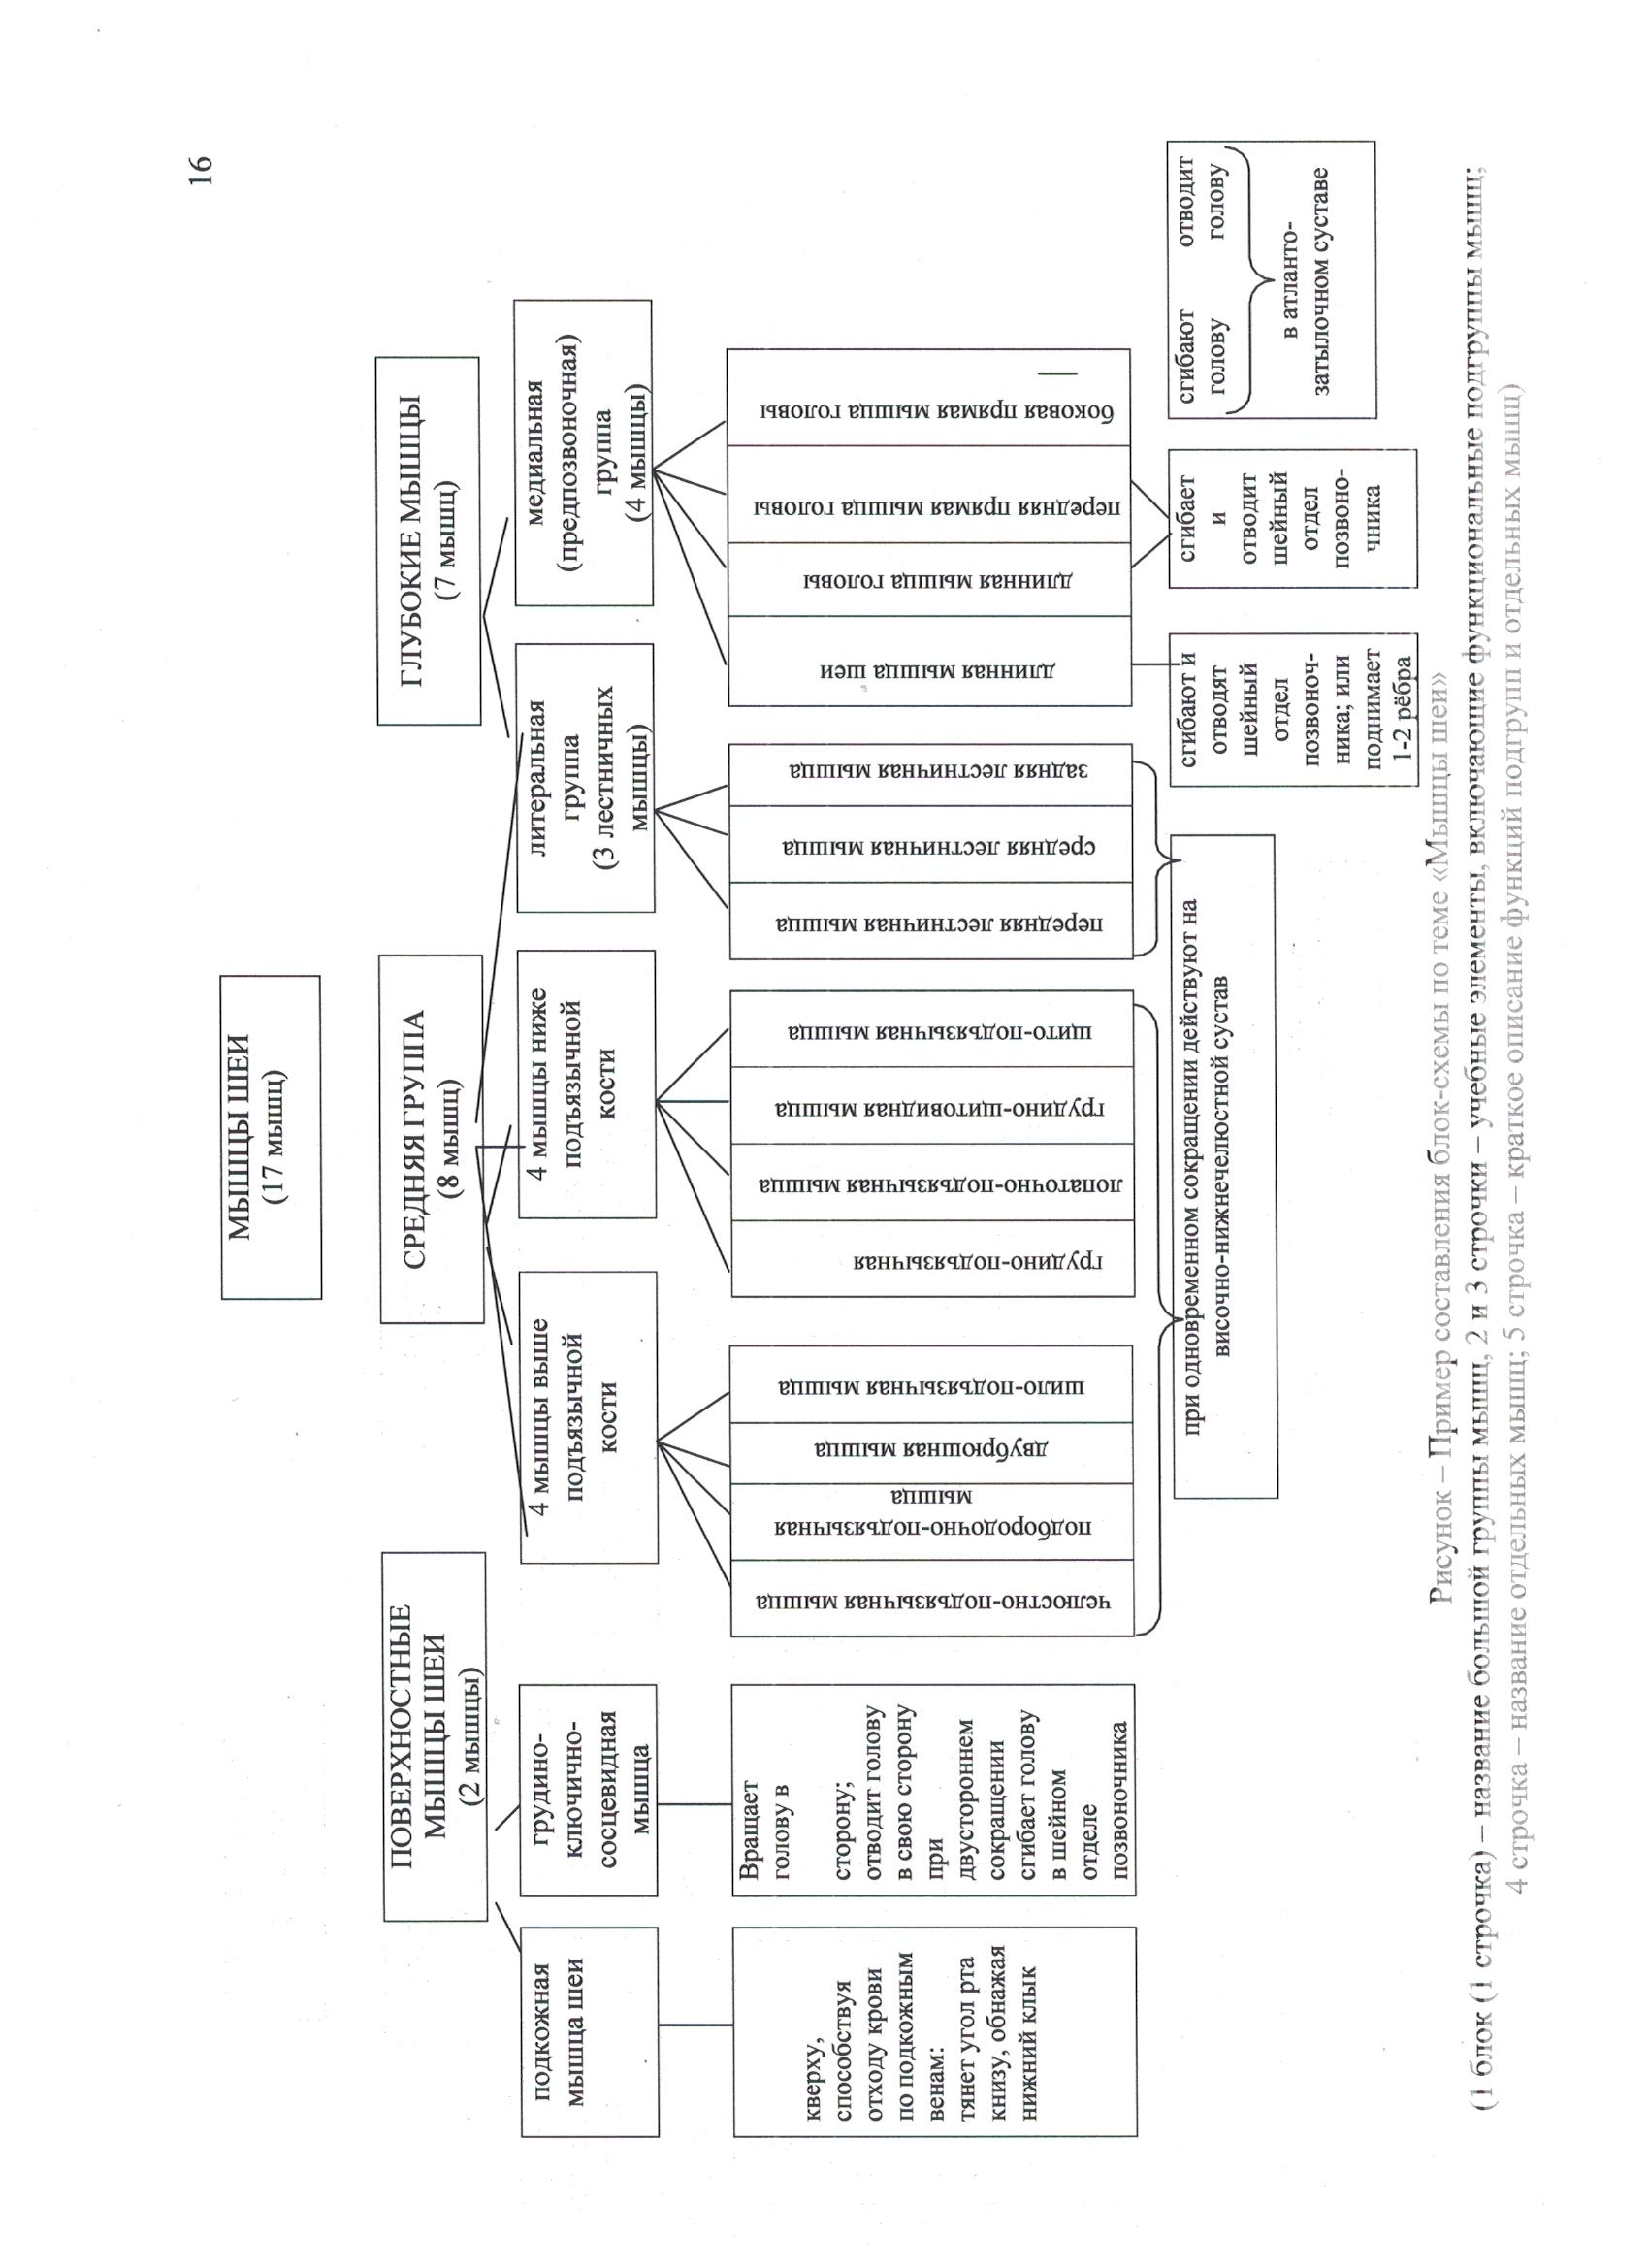 16
МЫШЦЫ ШЕИ
(17 мышц)
ПОВЕРХНОСТНЫЕ
МЫШЦЫ ШЕИ
(2 мышцы)
СРЕДНЯЯ ГРУППА
(8 мышц)
ГЛУБОКИЕ МЫШЦЫ
(7 мышц)
подкожная
мышца шеи
грудино-
ключично-
сосцевидная
мышца
4 мышцы выше
подъязычной
кости
4 мышцы ниже
подъязычной
кости
литеральная
группа
(3 лестничных
мышцы)
медиальная
(предпозвоночная)
группа
(4 мышцы)
кверху,
способствуя
отходу крови
по подкожным
венам:
тянет угол рта
книзу, обнажая
нижний клык
Вращает
голову в
сторону;
отводит голову
в свою сторону
при
двустороннем
сокращении
сгибает голову
в шейном
отделе
позвоночника
челюстно-подъязычная мышца
подбородочно-подъязычная
мышца
двубрюшная мышца
шило-подъязычная мышца
грудино-подъязычная
лопаточно-подъязычная мышца
грудино-щитовидная мышца
щито-подъязычная мышца
передняя лестничная мышца
средняя лестничная мышца
задняя лестничная мышца
длинная мышца шеи
длинная мышца головы
передняя прямая мышца головы
боковая прямая мышца головы
при одновременном сокращении действуют на
височно-нижнечелюстной сустав
сгибают и
отводят
шейный
отдел
позвоноч-
ника; или
поднимает
1-2 рёбра
сгибает
и
отводит
шейный
отдел
позвоно-
чника
сгибают отводит
голову голову
в атланто-
затылочном суставе
Рисунок – Пример составления блок-схемы по теме «Мышцы шеи»
(1 блок (1 строчка) – название большой группы мышц, 2 и 3 строчки – учебные элементы, включающие функциональные подгруппы мышц;
4 строчка – название отдельных мышц; 5 строчка – краткое описание функций подгрупп и отдельных мышц)